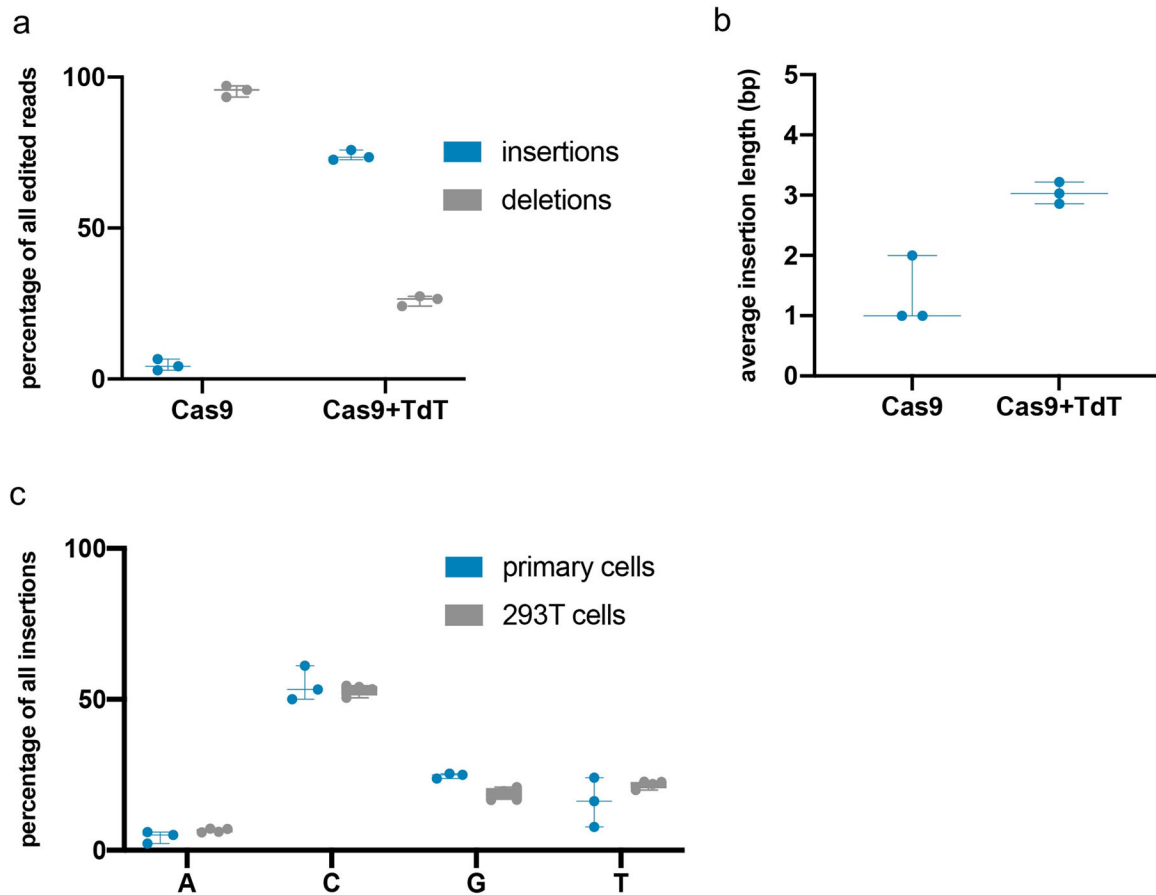 a
percentage of all edited reads
100
50
0
Cas9
Cas9+TdT
insertions
deletions
b
average insertion length (bp)
5
4
3
2
1
0
Cas9
Cas9+TdT
c
percentage of all insertions
100
50
0
A
C
G
T
primary cells
293T cells